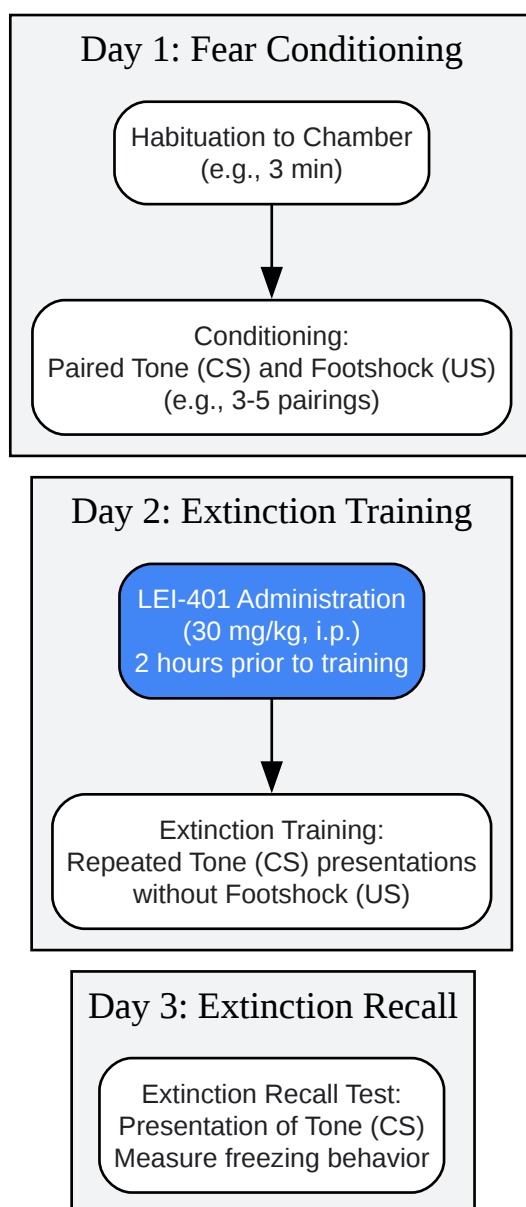 Day 1: Fear Conditioning
Habituation to Chamber
(e.g., 3 min)
Conditioning:
Paired Tone (CS) and Footshock (US)
(e.g., 3-5 pairings)
Day 2: Extinction Training
LEI-401 Administration
(30 mg/kg, i.p.)
2 hours prior to training
Extinction Training:
Repeated Tone (CS) presentations
without Footshock (US)
Day 3: Extinction Recall
Extinction Recall Test:
Presentation of Tone (CS)
Measure freezing behavior